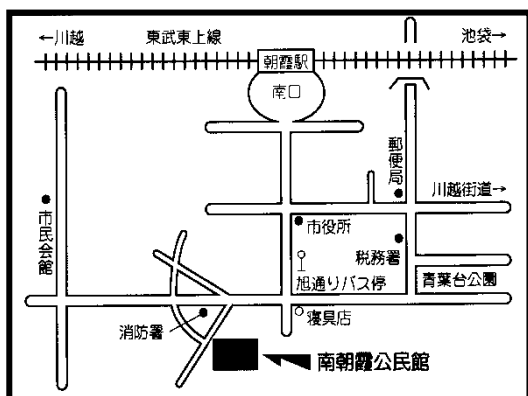 ←川越 東武東上線 池袋→
朝霞駅
南口
郵便局
川越街道→
市民会館
市役所
税務署
旭通りバス停
青葉台公園
消防署
寝具店
南朝霞公民館